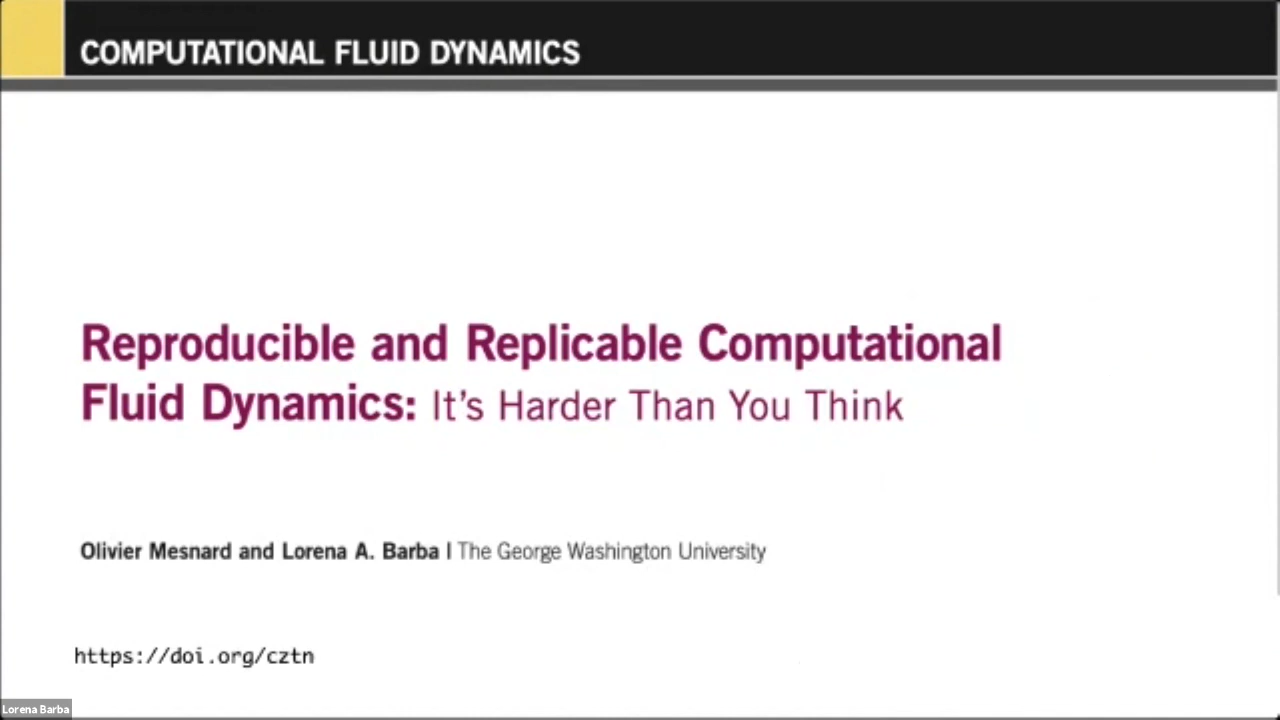 COMPUTATIONAL FLUID DYNAMICS
Reproducible and Replicable Computational
Fluid Dynamics: It's Harder Than You Think
Olivier Mesnard and Lorena A. Barba | The George Washington University
https://doi.org/cztn
Lorena Barba